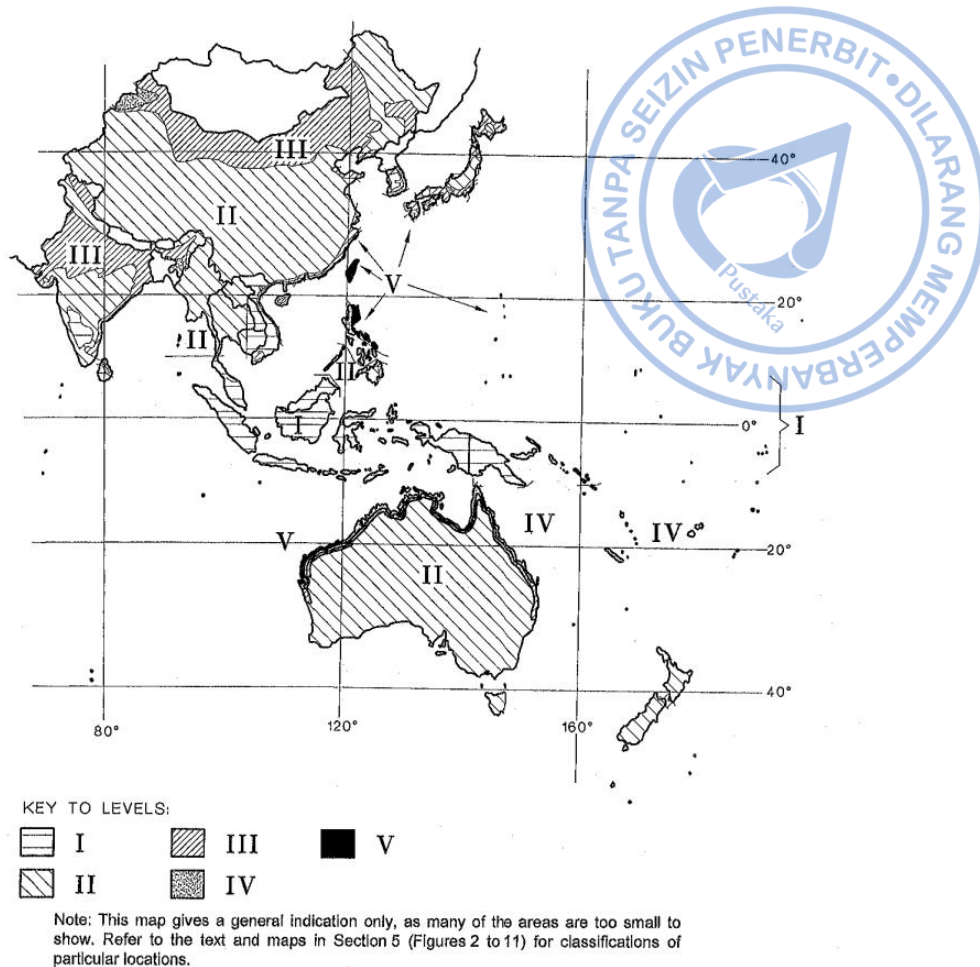 BUKU TANPA SEIZIN PENERBIT • DILARANG MEMPERBANYAK
Pustaka
III
40°
II
III
V
20°
II
II
I
0°
I
IV
IV
V
20°
II
40°
80°
120°
160°
KEY TO LEVELS:
I III V
II IV
Note: This map gives a general indication only, as many of the areas are too small to
show. Refer to the text and maps in Section 5 (Figures 2 to 11) for classifications of
particular locations.